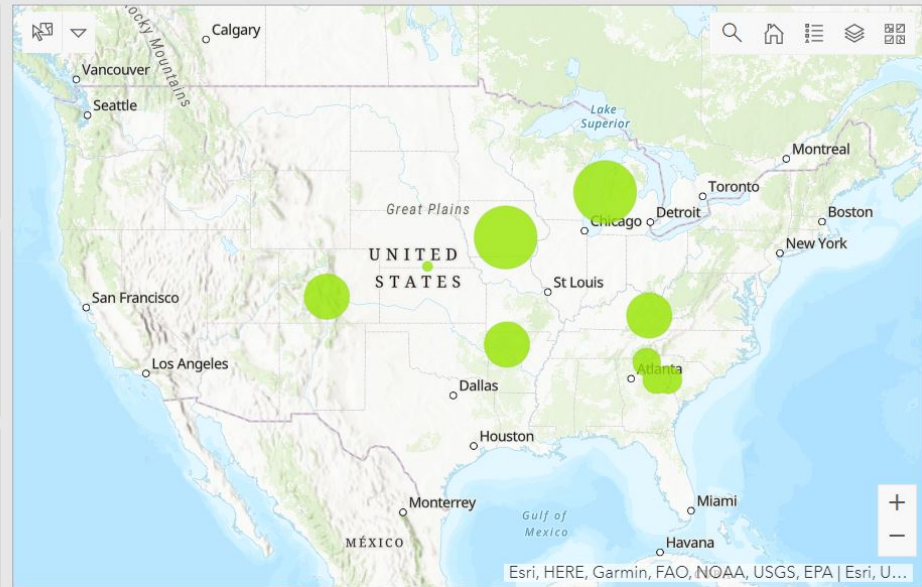 Calgary
Rocky Mountains
Vancouver
Seattle
Lake
Superior
Montreal
Toronto
Great Plains
Chicago
Detroit
Boston
New York
UNITED
STATES
St Louis
San Francisco
Los Angeles
Atlanta
Dallas
Houston
Monterrey
Miami
Gulf of
Mexico
MÉXICO
Havana
Esri, HERE, Garmin, FAO, NOAA, USGS, EPA | Esri, U...